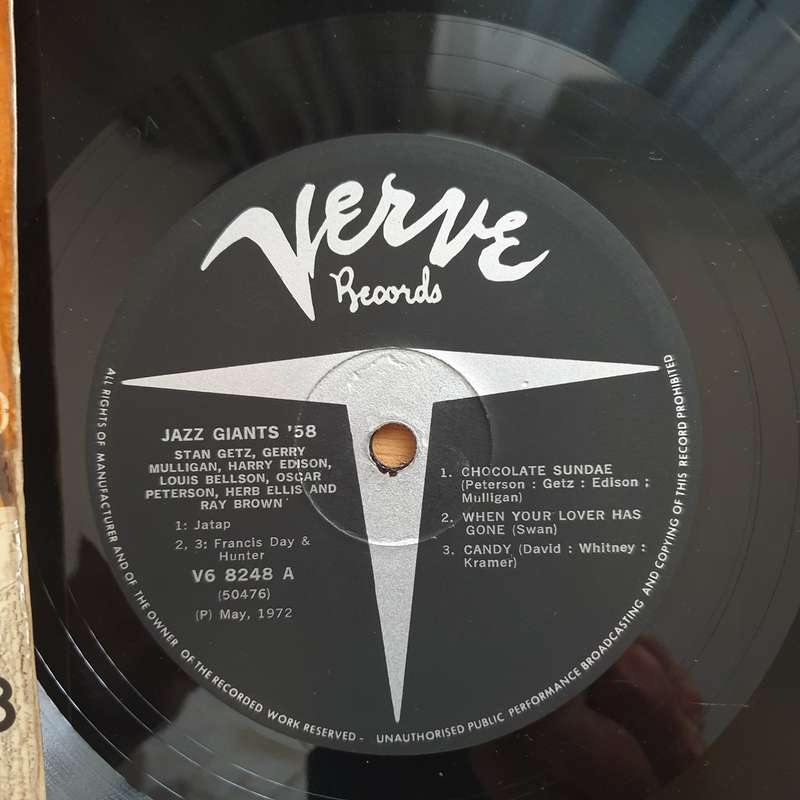 Verve
Records
JAZZ GIANTS '58
STAN GETZ, GERRY
MULLIGAN, HARRY EDISON,
LOUIS BELLSON, OSCAR
PETERSON, HERB ELLIS AND
RAY BROWN
1: Jatap
2, 3: Francis Day &
Hunter
V6 8248 A
(50476)
(P) May, 1972
1. CHOCOLATE SUNDAE
(Peterson : Getz : Edison ;
Mulligan)
2. WHEN YOUR LOVER HAS
GONE (Swan)
3. CANDY (David : Whitney :
Kramer)
ALL RIGHTS OF MANUFACTURER AND OF THE OWNER OF THE RECORDED WORK RESERVED - UNAUTHORISED PUBLIC PERFORMANCE BROADCASTING AND COPYING OF THIS RECORD PROHIBITED